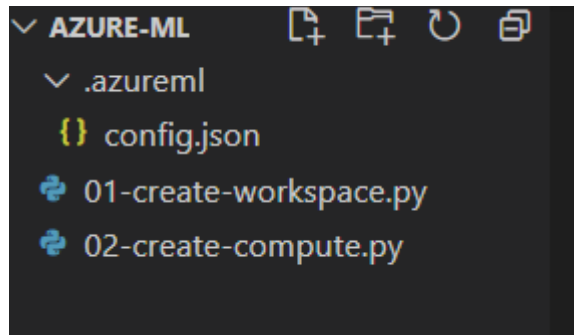 AZURE-ML
.azureml
{} config.json
01-create-workspace.py
02-create-compute.py